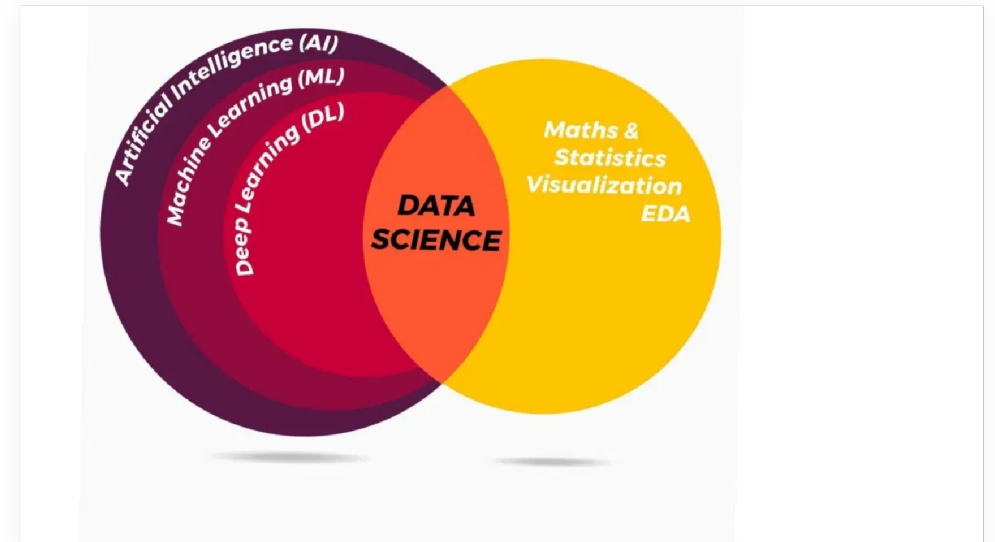 Artificial Intelligence (AI)
Machine Learning (ML)
Deep Learning (DL)
DATA
SCIENCE
Maths &
Statistics
Visualization
EDA